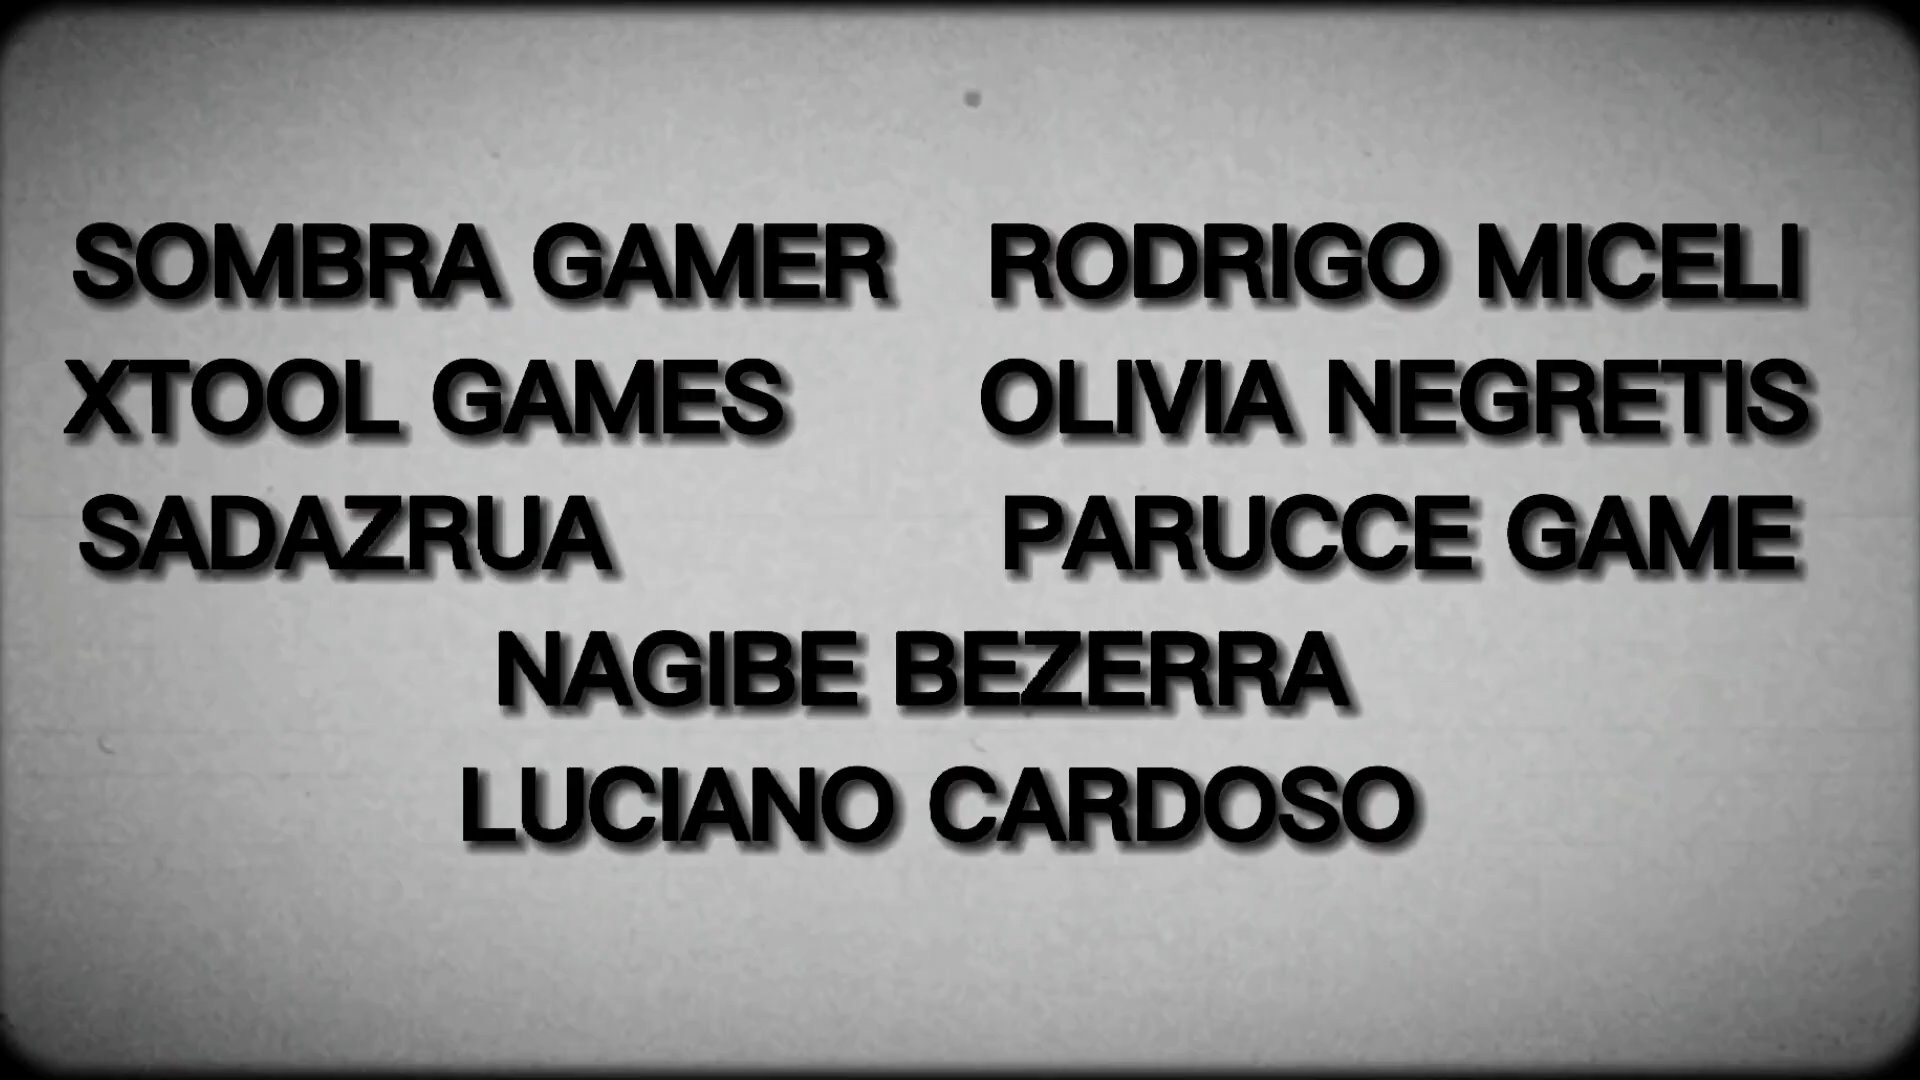 SOMBRA GAMER RODRIGO MICELI
XTOOL GAMES OLIVIA NEGRETIS
SADAZRUA PARUCCE GAME
NAGIBE BEZERRA
LUCIANO CARDOSO